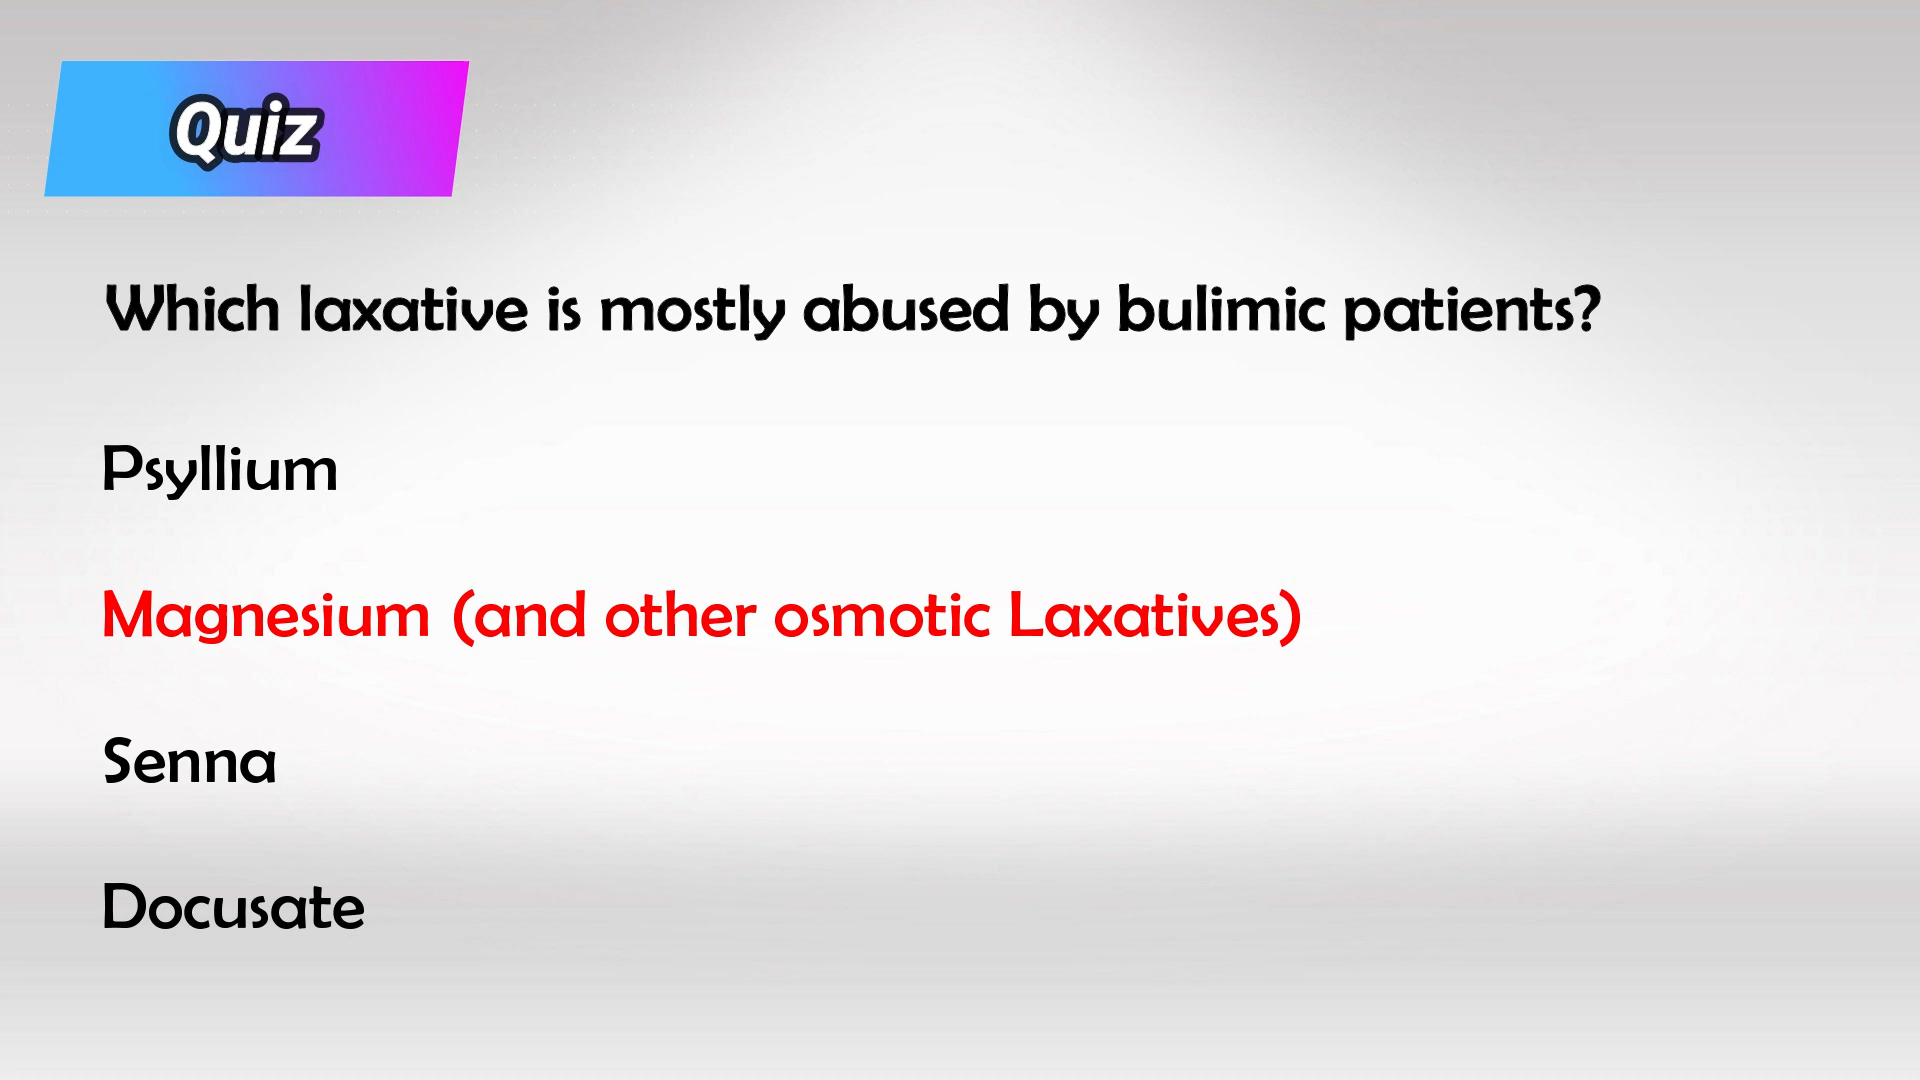 Quiz
Which laxative is mostly abused by bulimic patients?
Psyllium
Magnesium (and other osmotic Laxatives)
Senna
Docusate